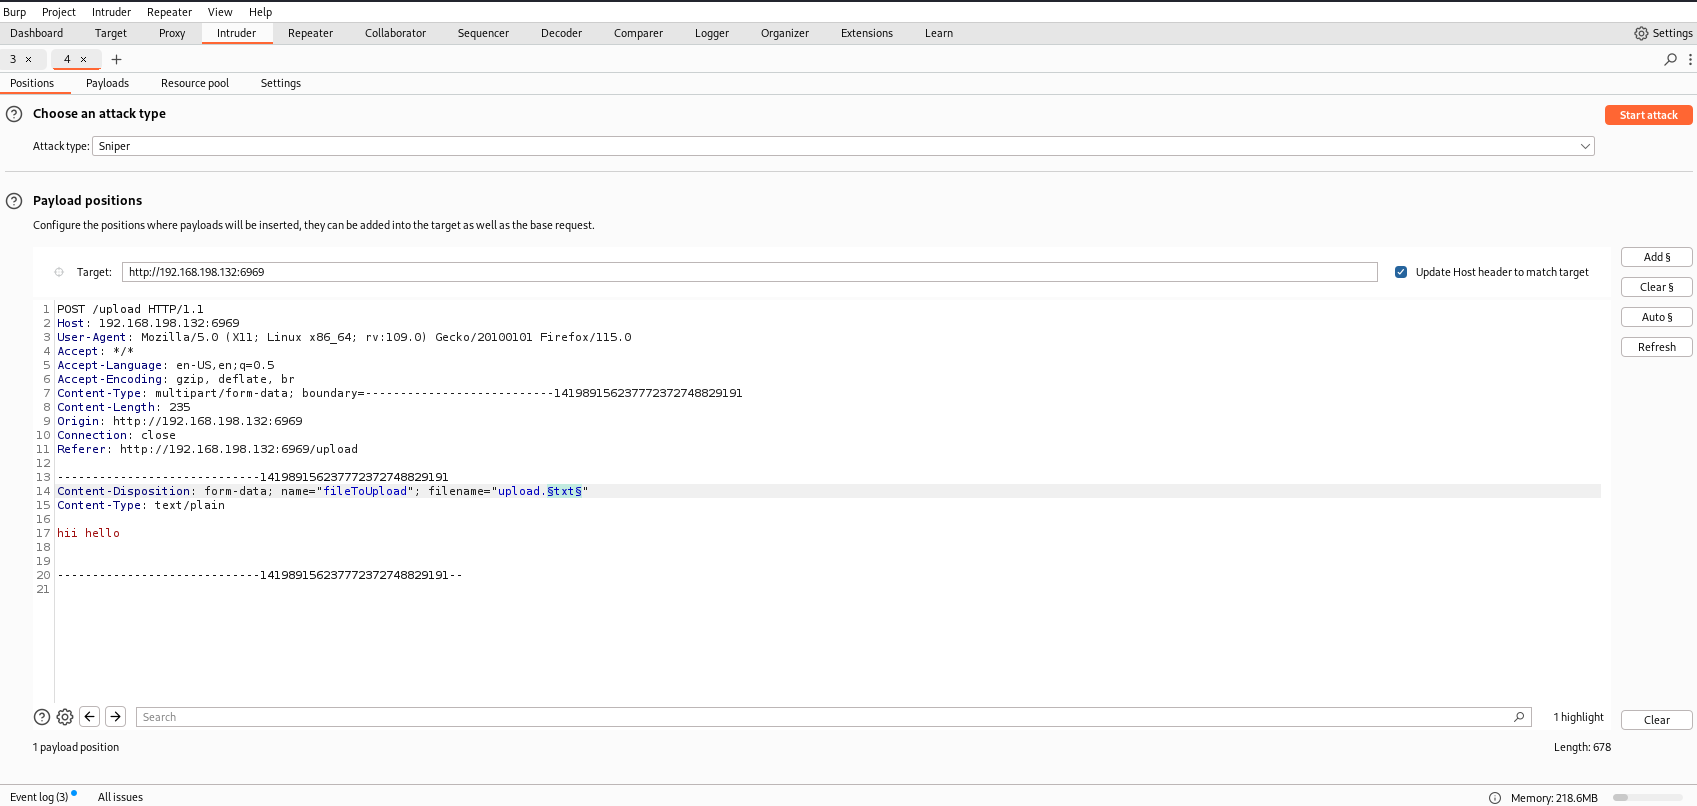 Burp Project Intruder Repeater View Help
Dashboard Target Proxy Intruder Repeater Collaborator Sequencer Decoder Comparer Logger Organizer Extensions Learn Settings
3 × 4 × +
Positions Payloads Resource pool Settings
? Choose an attack type Start attack
Attack type: Sniper
? Payload positions
Configure the positions where payloads will be inserted, they can be added into the target as well as the base request.
Add §
Target: http://192.168.198.132:6969 Update Host header to match target
Clear §
Auto §
Refresh
1 POST /upload HTTP/1.1
2 Host: 192.168.198.132:6969
3 User-Agent: Mozilla/5.0 (X11; Linux x86_64; rv:109.0) Gecko/20100101 Firefox/115.0
4 Accept: */*
5 Accept-Language: en-US,en;q=0.5
6 Accept-Encoding: gzip, deflate, br
7 Content-Type: multipart/form-data; boundary=---------------------------141989156237772372748829191
8 Content-Length: 235
9 Origin: http://192.168.198.132:6969
10 Connection: close
11 Referer: http://192.168.198.132:6969/upload
12
13 -----------------------------141989156237772372748829191
14 Content-Disposition: form-data; name="fileToUpload"; filename="upload.§txt§"
15 Content-Type: text/plain
16
17 hii hello
18
19
20 -----------------------------141989156237772372748829191--
21
? Search 1 highlight Clear
1 payload position Length: 678
Event log (3) All issues Memory: 218.6MB